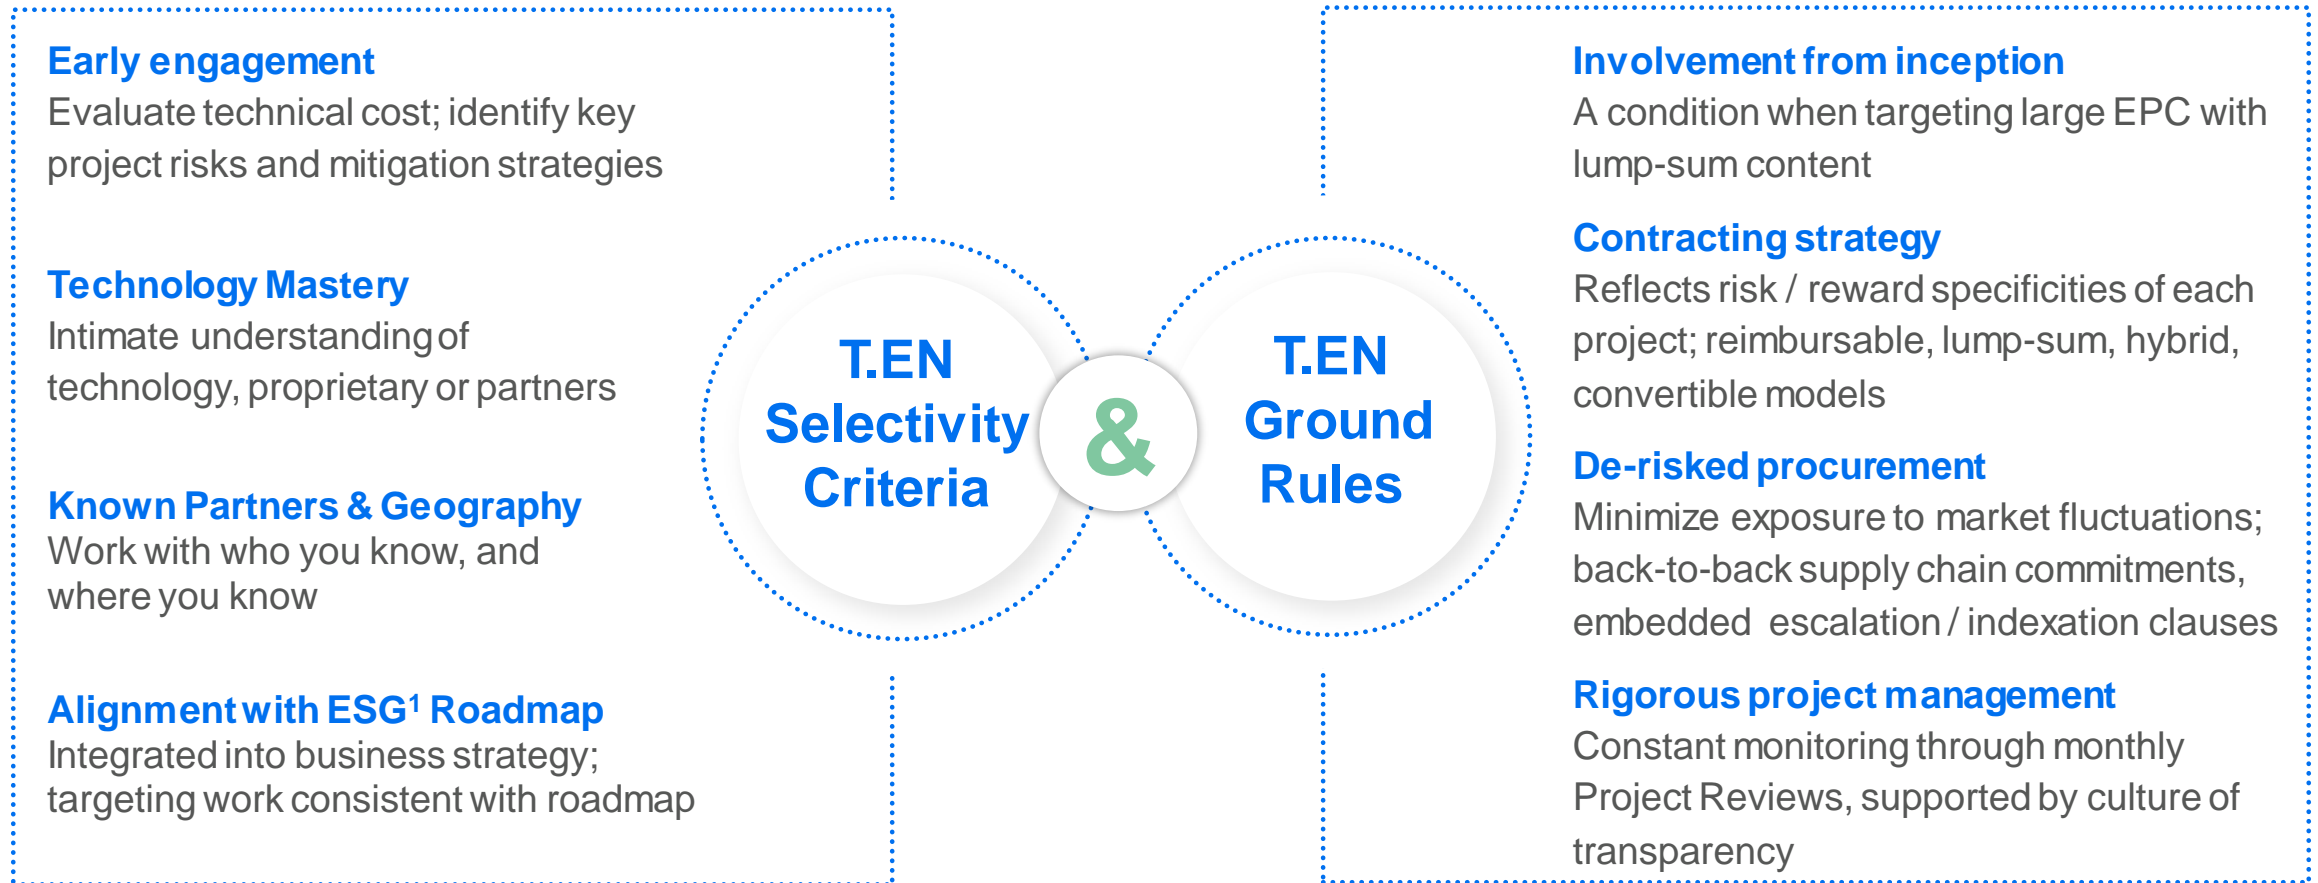 Early engagement
Evaluate technical cost; identify key
project risks and mitigation strategies
Technology Mastery
Intimate understanding of
technology, proprietary or partners
Known Partners & Geography
Work with who you know, and
where you know
Alignment with ESG¹ Roadmap
Integrated into business strategy;
targeting work consistent with roadmap
T.EN
Selectivity
Criteria
&
T.EN
Ground
Rules
Involvement from inception
A condition when targeting large EPC with
lump-sum content
Contracting strategy
Reflects risk / reward specificities of each
project; reimbursable, lump-sum, hybrid,
convertible models
De-risked procurement
Minimize exposure to market fluctuations;
back-to-back supply chain commitments,
embedded escalation / indexation clauses
Rigorous project management
Constant monitoring through monthly
Project Reviews, supported by culture of
transparency